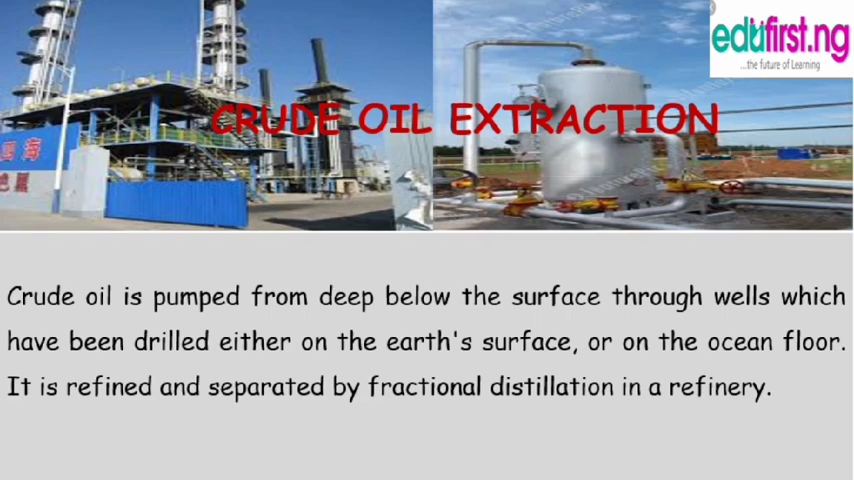 edufirst.ng
...the future of Learning
CRUDE OIL EXTRACTION
四海
Crude oil is pumped from deep below the surface through wells which
have been drilled either on the earth's surface, or on the ocean floor.
It is refined and separated by fractional distillation in a refinery.